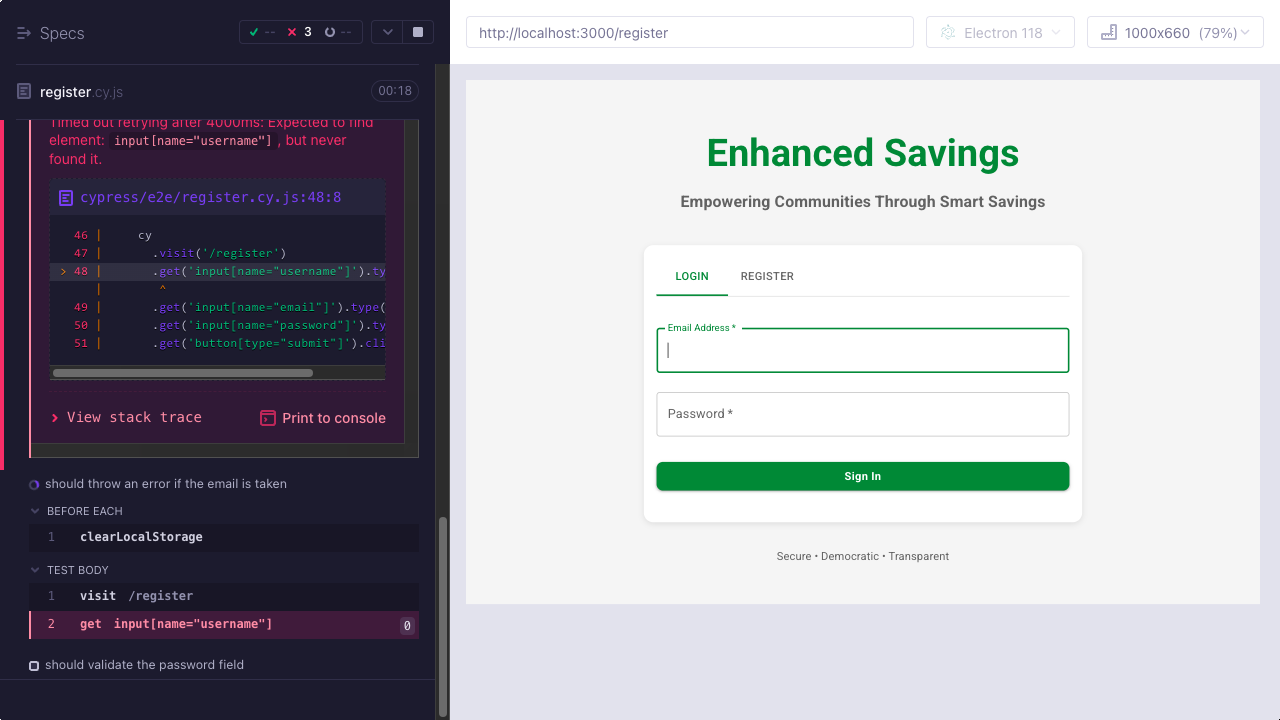 Specs
-- 3 --
register.cy.js
00:18
Timed out retrying after 4000ms: Expected to find
element: input[name="username"] , but never
found it.
cypress/e2e/register.cy.js:48:8
46 | cy
47 | .visit('/register')
> 48 | .get('input[name="username"]').ty
| ^
49 | .get('input[name="email"]').type(
50 | .get('input[name="password"]').ty
51 | .get('button[type="submit"]').cli
View stack trace
Print to console
should throw an error if the email is taken
BEFORE EACH
1 clearLocalStorage
TEST BODY
1 visit /register
2 get input[name="username"] 0
should validate the password field
http://localhost:3000/register
Electron 118
1000x660 (79%)
Enhanced Savings
Empowering Communities Through Smart Savings
LOGIN REGISTER
Email Address *
Password *
Sign In
Secure • Democratic • Transparent